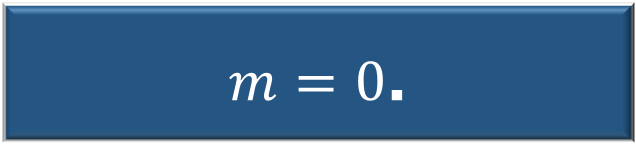 m = 0.